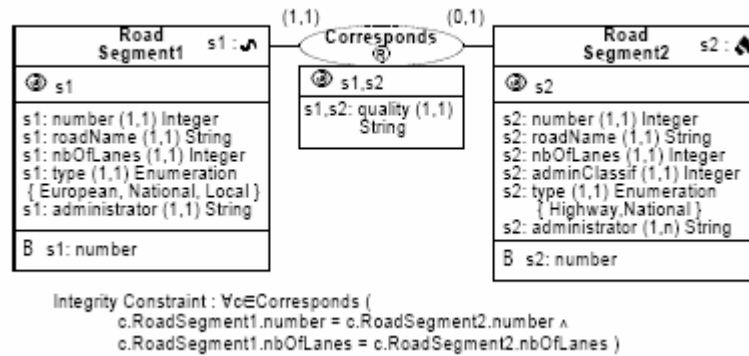 Road
Segment1
s1 :
s1
s1: number (1,1) Integer
s1: roadName (1,1) String
s1: nbOfLanes (1,1) Integer
s1: type (1,1) Enumeration
{ European, National, Local }
s1: administrator (1,1) String
B s1: number
(1,1)
(0,1)
Corresponds
R
s1,s2
s1,s2: quality (1,1)
String
Road
Segment2
s2 :
s2
s2: number (1,1) Integer
s2: roadName (1,1) String
s2: nbOfLanes (1,1) Integer
s2: adminClassif (1,1) Integer
s2: type (1,1) Enumeration
{ Highway,National }
s2: administrator (1,n) String
B s2: number
Integrity Constraint : ∀c∈Corresponds (
c.RoadSegment1.number = c.RoadSegment2.number ∧
c.RoadSegment1.nbOfLanes = c.RoadSegment2.nbOfLanes )